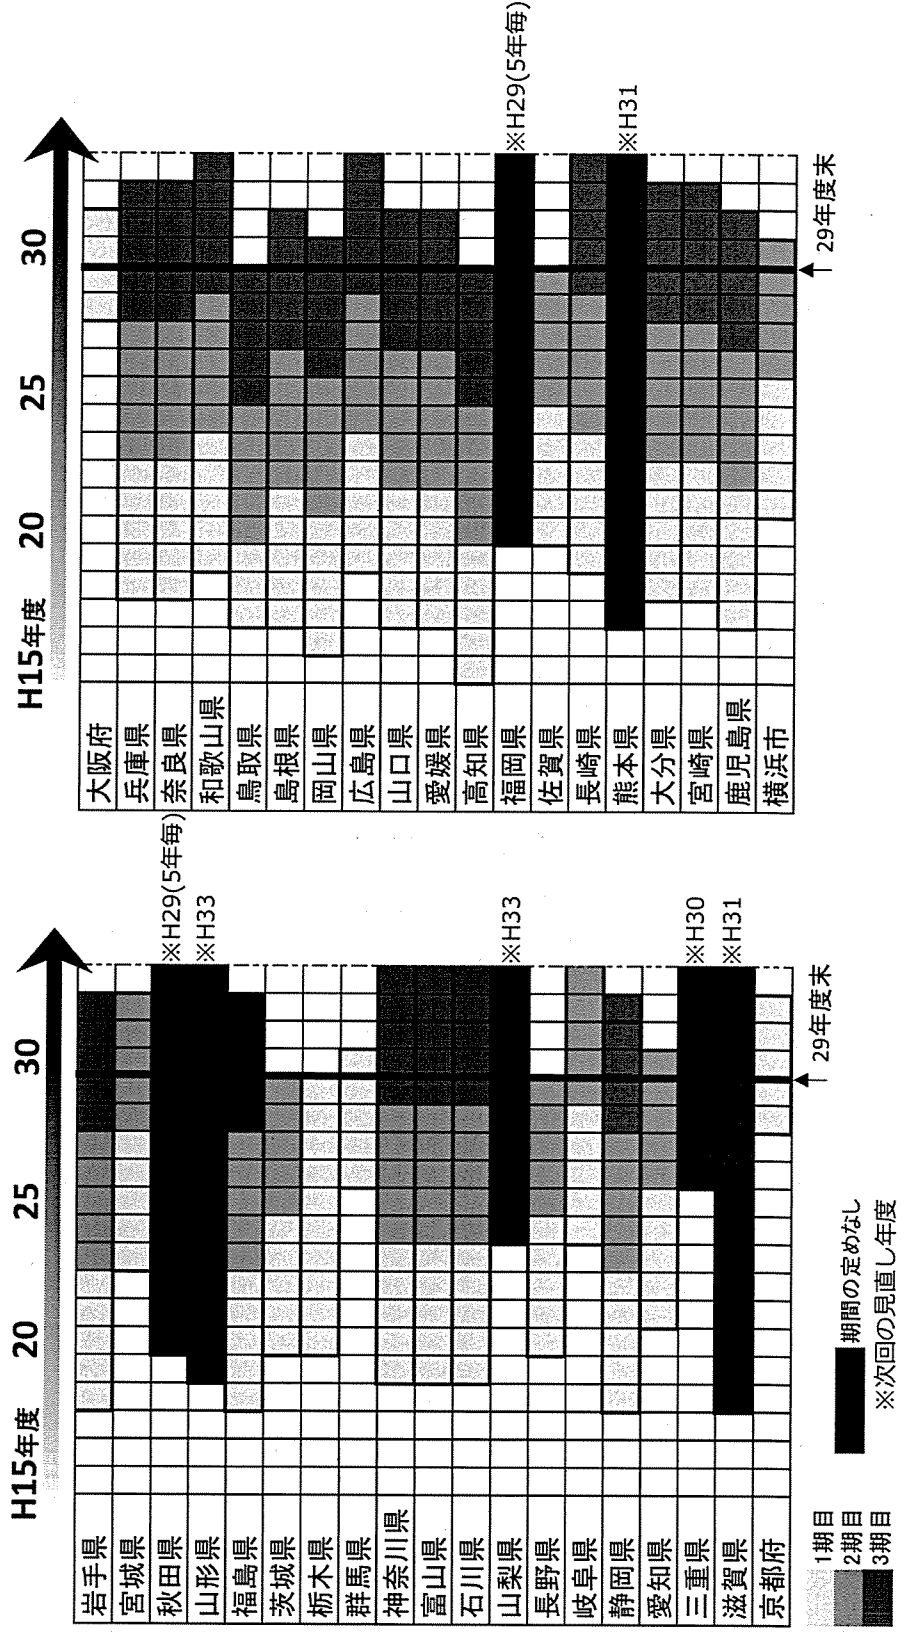 H15年度 20 25 30
岩手県
宮城県
秋田県 ※H29(5年毎)
山形県 ※H33
福島県
茨城県
栃木県
群馬県
神奈川県
富山県
石川県
山梨県 ※H33
長野県
岐阜県
静岡県
愛知県
三重県 ※H30
滋賀県 ※H31
京都府
29年度末
1期目
2期目
3期目
期間の定めなし
※次回の見直し年度
H15年度 20 25 30
大阪府
兵庫県
奈良県
和歌山県
鳥取県
島根県
岡山県
広島県
山口県
愛媛県
高知県
福岡県 ※H29(5年毎)
佐賀県
長崎県
熊本県 ※H31
大分県
宮崎県
鹿児島県
横浜市
29年度末